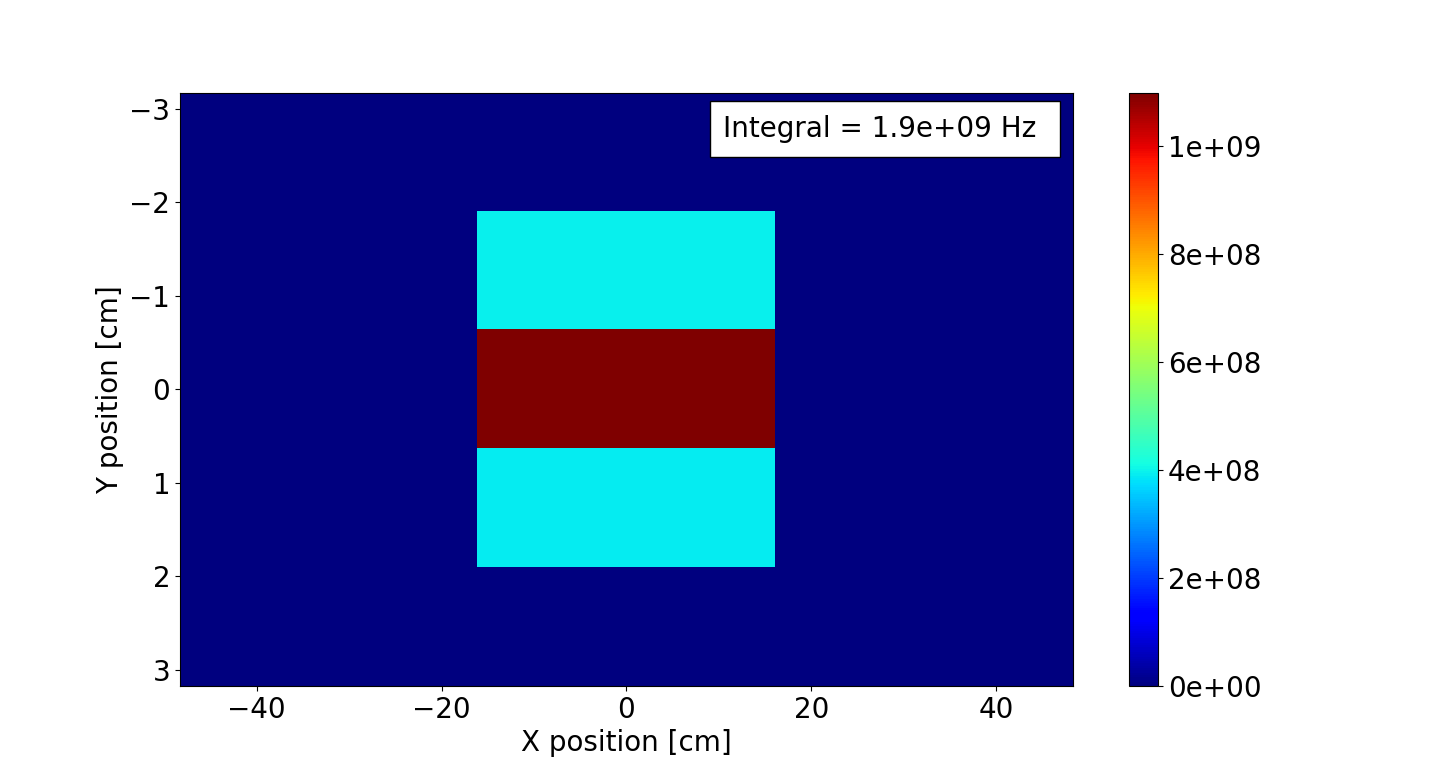 Integral = 1.9e+09 Hz
−3
−2
−1
0
1
2
3
Y position [cm]
−40
−20
0
20
40
X position [cm]
1e+09
8e+08
6e+08
4e+08
2e+08
0e+00